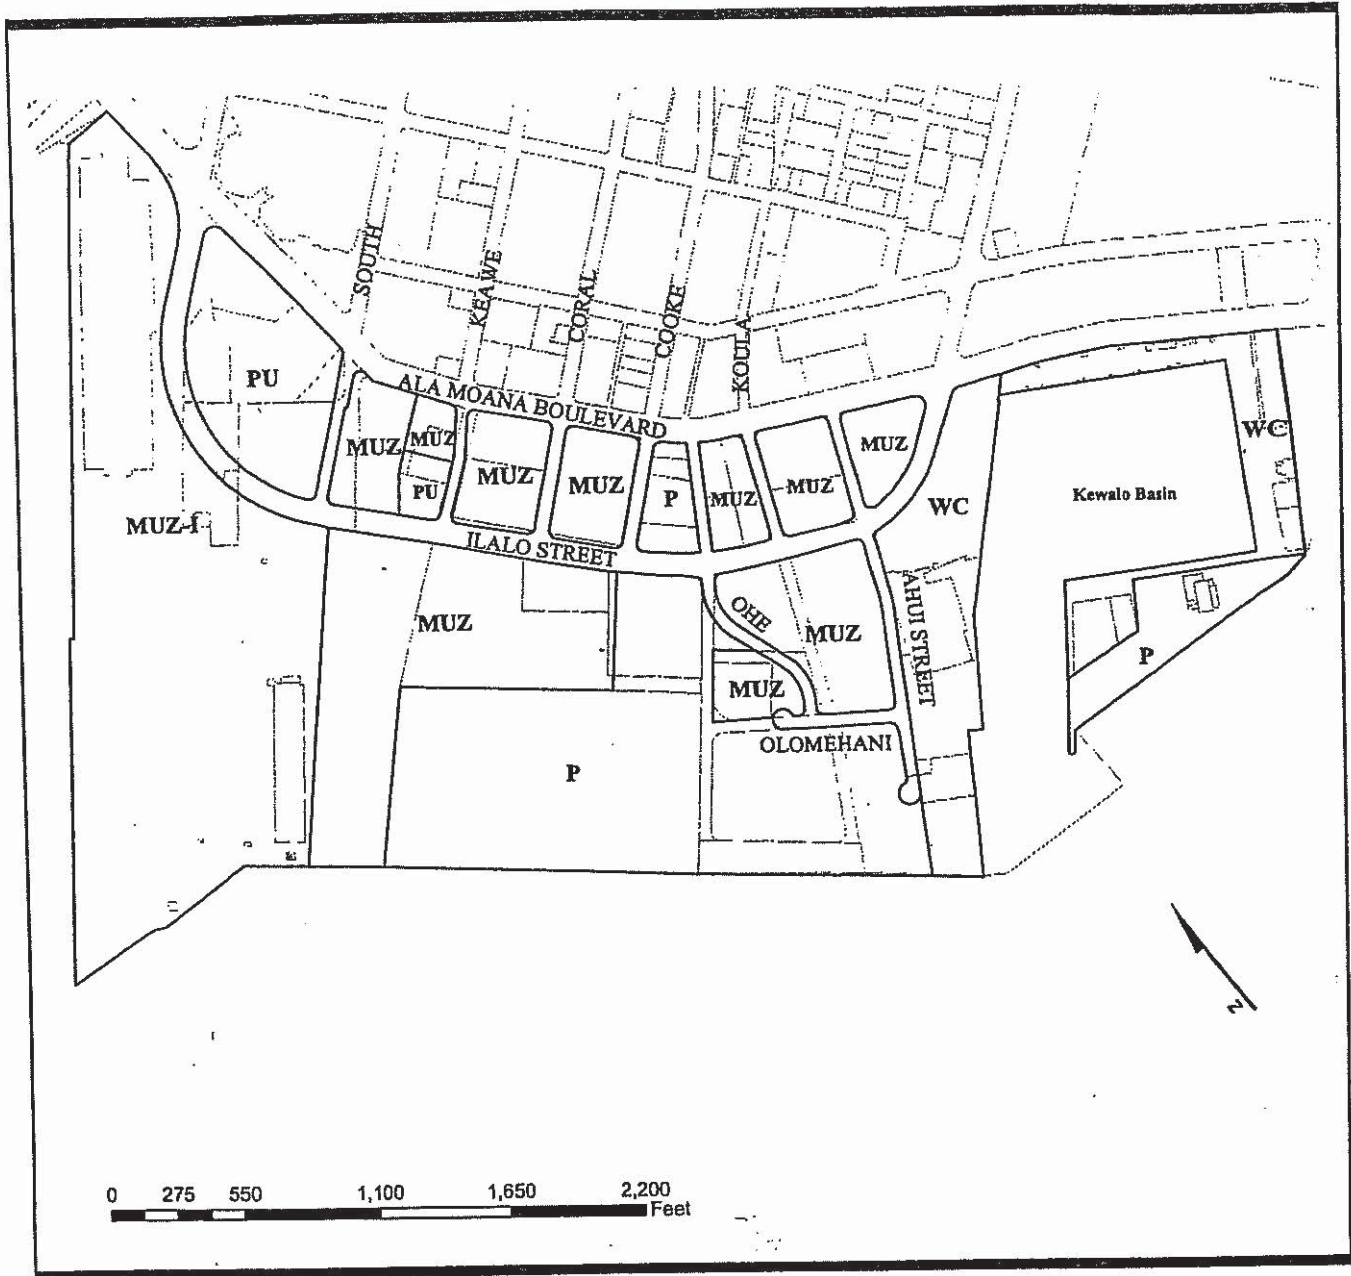 SOUTH
KEAWE
CORAL
COOKE
KOULA
ALA MOANA BOULEVARD
PU
MUZ
MUZ
PU
MUZ
MUZ
P
MUZ
MUZ
MUZ
WC
WC
Kewalo Basin
MUZ-I
ILALO STREET
MUZ
OHE
MUZ
AHUI STREET
MUZ
P
OLOMEHANI
P
N
0 275 550 1,100 1,650 2,200
Feet